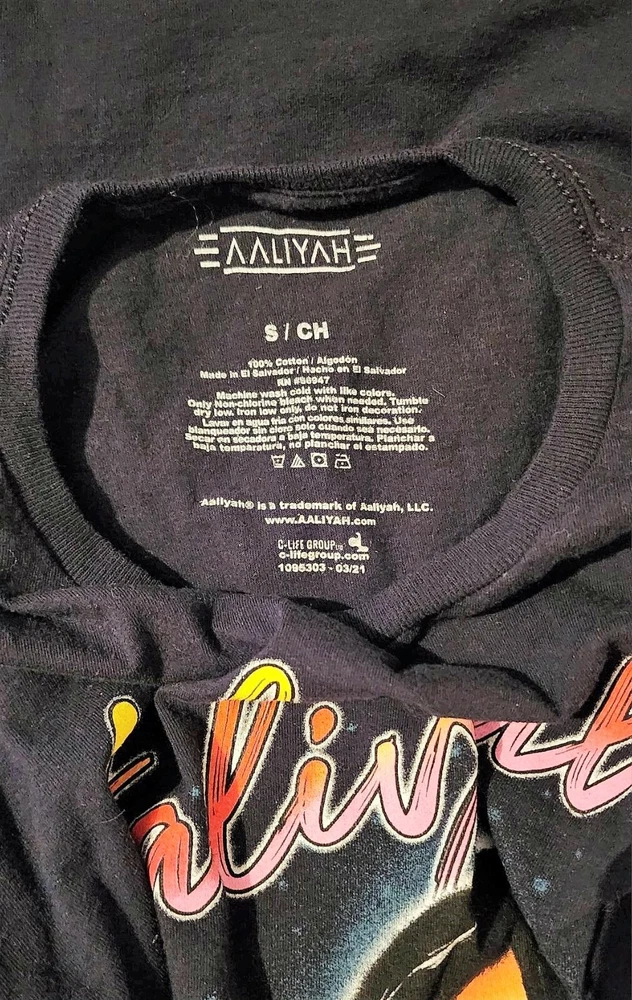 AALIYAH
S / CH
100% Cotton / Algodón
Made in El Salvador / Hecho en El Salvador
RN #98947
Machine wash cold with like colors.
Only Non-chlorine bleach when needed. Tumble
dry low. Iron low only, do not iron decoration.
Lavar en agua fria con colores similares. Use
blanqueador sin cloro solo cuando sea necesario.
Secar en secadora a baja temperatura. Planchar a
baja temparatura, no planchar el estampado.
Aaliyah® is a trademark of Aaliyah, LLC.
www.AALIYAH.com
C-LIFE GROUP LTD
c-lifegroup.com
1095303 - 03/21